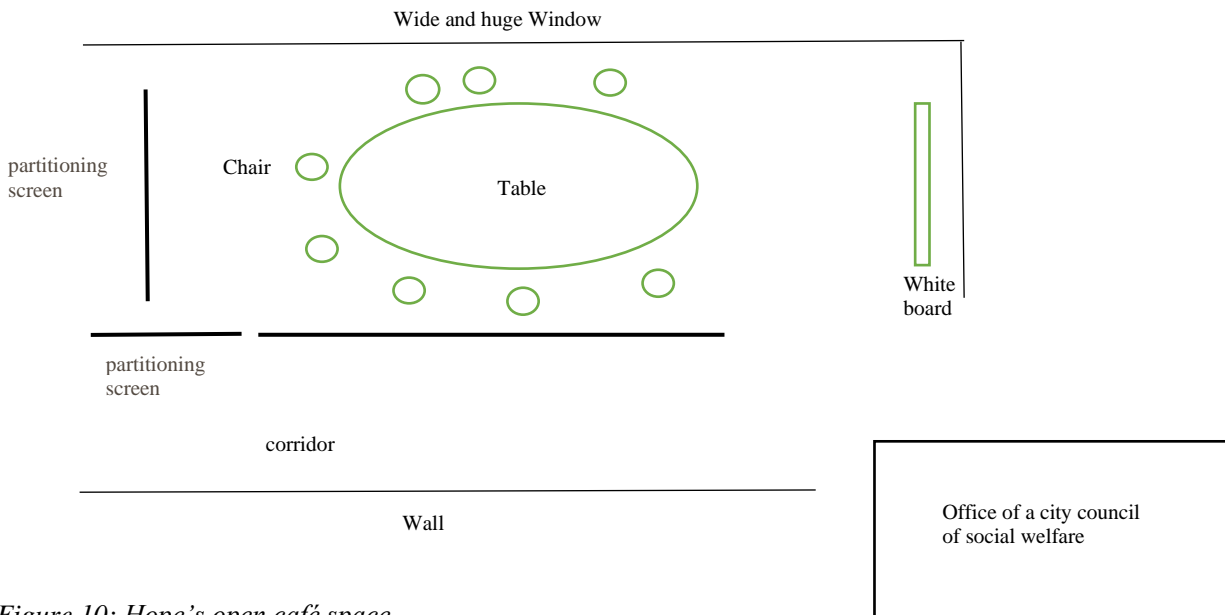 Wide and huge Window
partitioning
screen
Chair
Table
White
board
partitioning
screen
corridor
Office of a city council
of social welfare
Wall
Figure 10: Hope's open café space